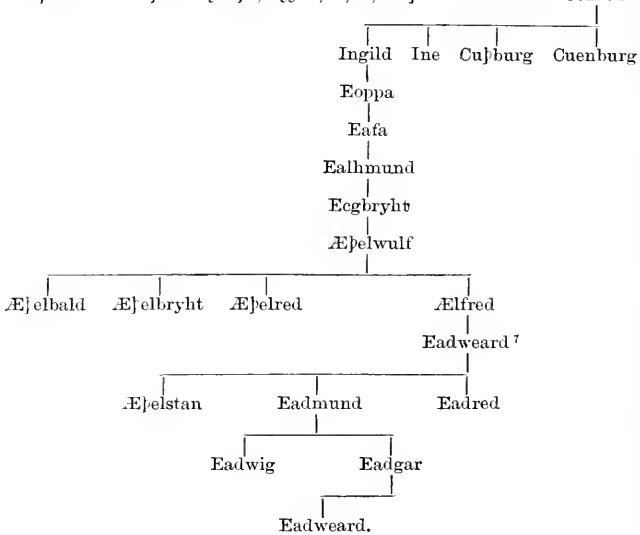 Ingild Ine Cuþburg Cuenburg
Eoppa
Eafa
Ealhmund
Ecgbryht
Æþelwulf
Æþelbald Æþelbryht Æþelred Ælfred
Eadweard 7
Æþelstan Eadmund Eadred
Eadwig Eadgar
Eadweard.